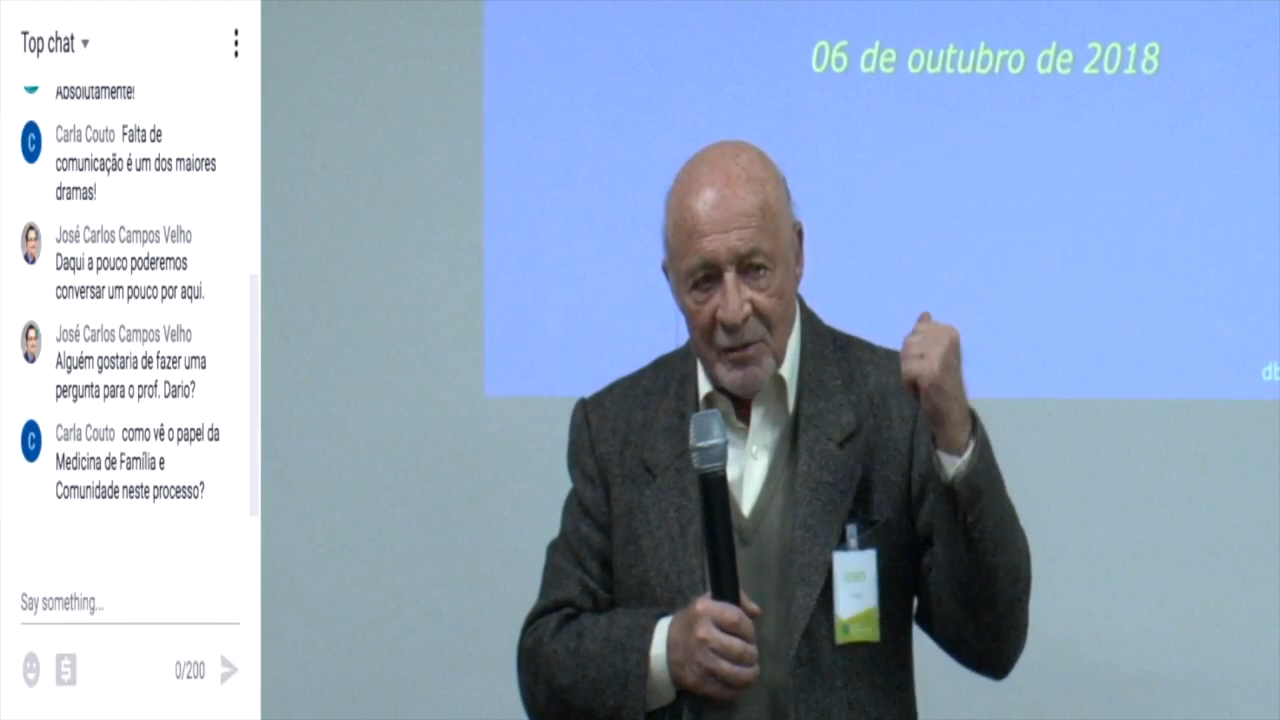 Top chat
Absolutamente!
Carla Couto Falta de
comunicação é um dos maiores
dramas!
José Carlos Campos Velho
Daqui a pouco poderemos
conversar um pouco por aqui.
José Carlos Campos Velho
Alguém gostaria de fazer uma
pergunta para o prof. Dario?
Carla Couto como vê o papel da
Medicina de Família e
Comunidade neste processo?
Say something...
0/200
06 de outubro de 2018
db